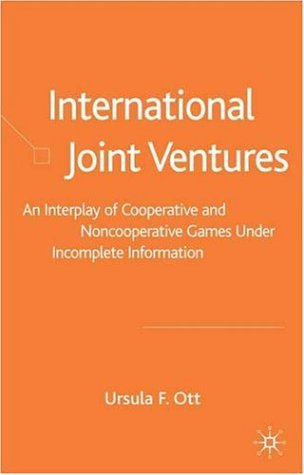 International
Joint Ventures
An Interplay of Cooperative and
Noncooperative Games Under
Incomplete Information
Ursula F. Ott